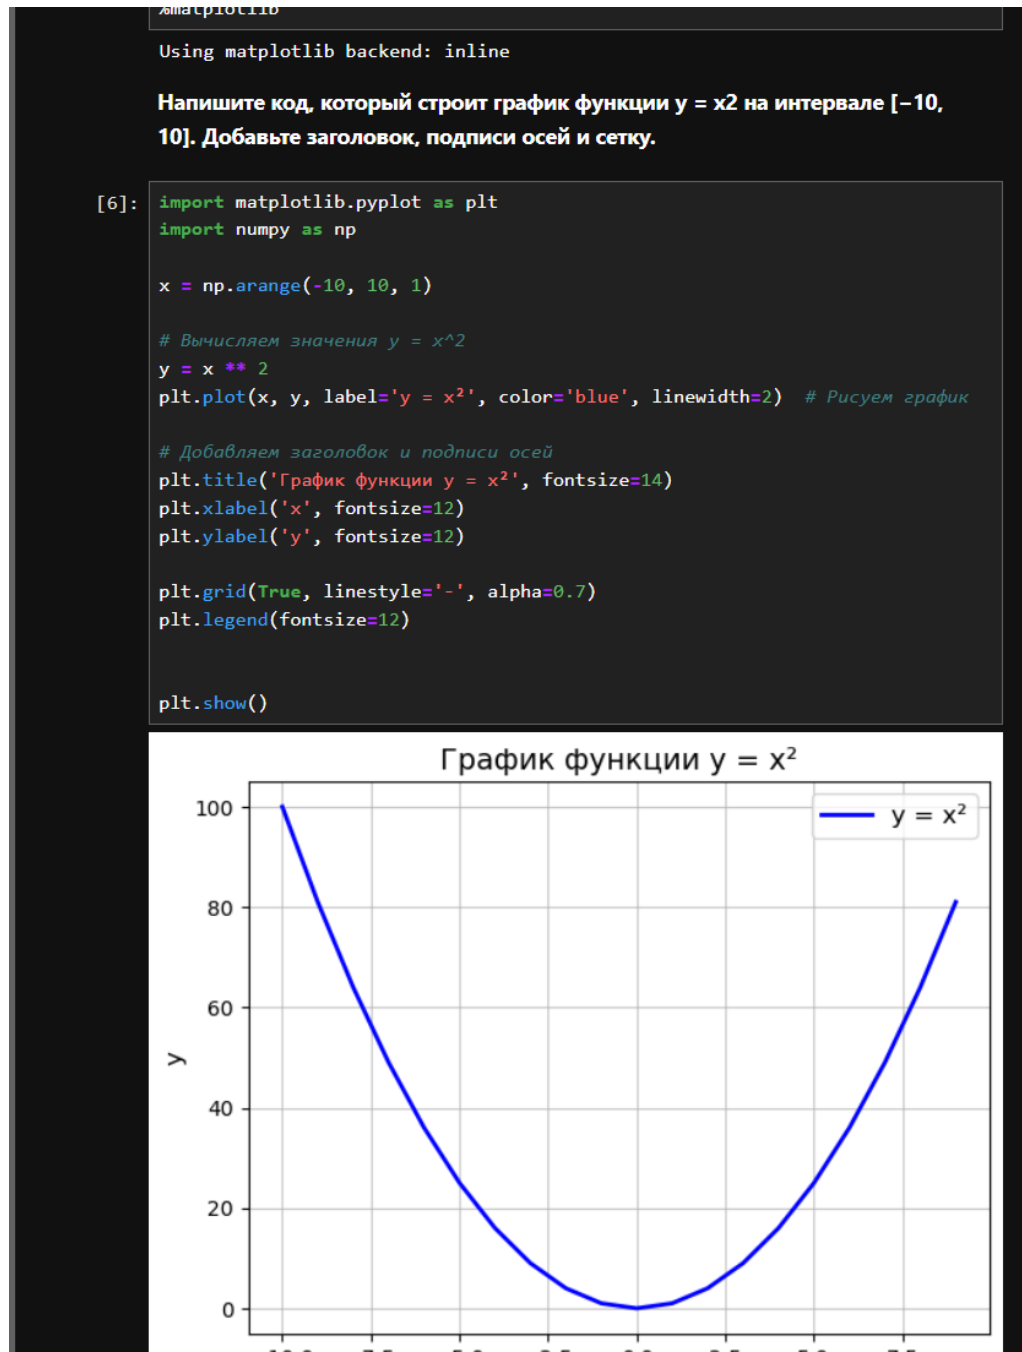 %matplotlib
Using matplotlib backend: inline
Напишите код, который строит график функции y = x2 на интервале [−10,
10]. Добавьте заголовок, подписи осей и сетку.
[6]:
import matplotlib.pyplot as plt
import numpy as np
x = np.arange(-10, 10, 1)
# Вычисляем значения y = x^2
y = x ** 2
plt.plot(x, y, label='y = x²', color='blue', linewidth=2)  # Рисуем график
# Добавляем заголовок и подписи осей
plt.title('График функции y = x²', fontsize=14)
plt.xlabel('x', fontsize=12)
plt.ylabel('y', fontsize=12)
plt.grid(True, linestyle='-', alpha=0.7)
plt.legend(fontsize=12)
plt.show()
График функции y = x²
y = x²
100
80
60
40
20
0
y